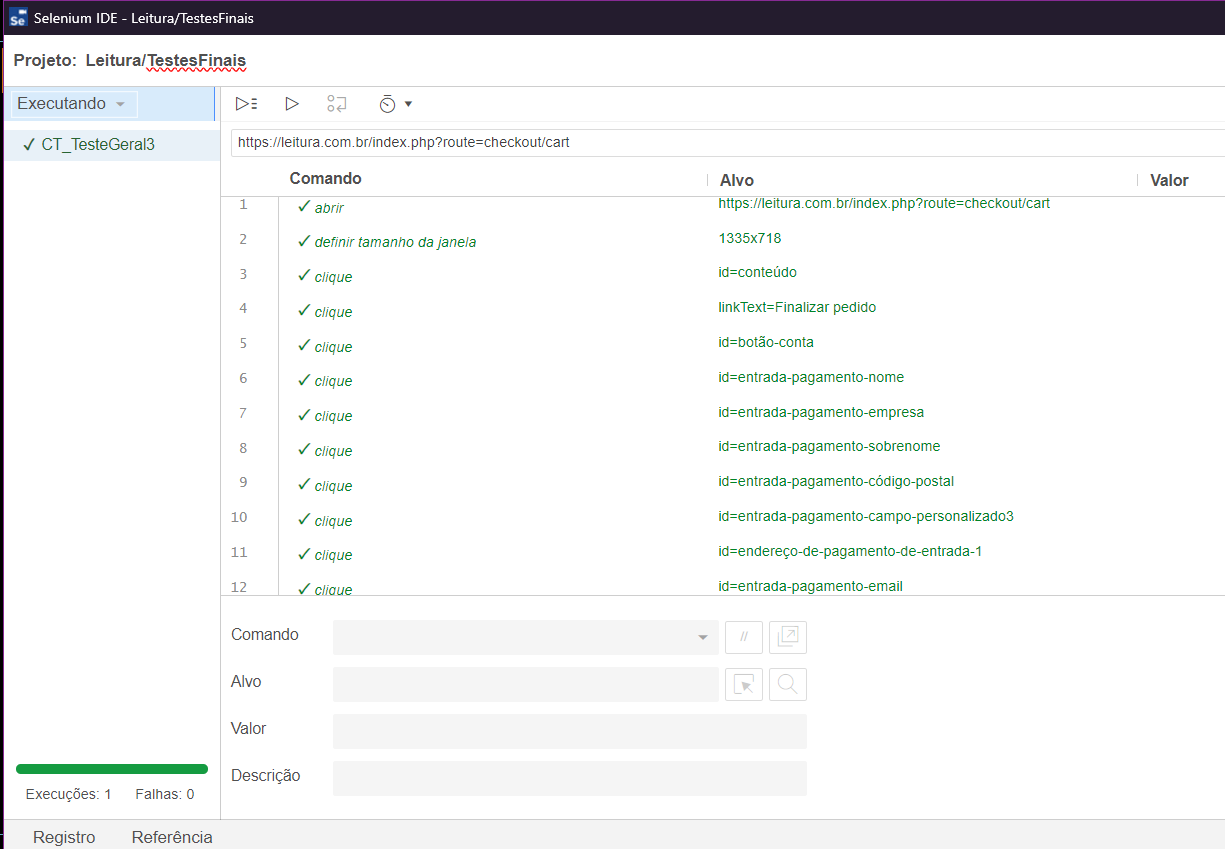 Selenium IDE - Leitura/TestesFinais
Projeto: Leitura/TestesFinais
Executando
✓ CT_TesteGeral3
https://leitura.com.br/index.php?route=checkout/cart
Comando Alvo Valor
1 ✓ abrir https://leitura.com.br/index.php?route=checkout/cart
2 ✓ definir tamanho da janela 1335x718
3 ✓ clique id=conteúdo
4 ✓ clique linkText=Finalizar pedido
5 ✓ clique id=botão-conta
6 ✓ clique id=entrada-pagamento-nome
7 ✓ clique id=entrada-pagamento-empresa
8 ✓ clique id=entrada-pagamento-sobrenome
9 ✓ clique id=entrada-pagamento-código-postal
10 ✓ clique id=entrada-pagamento-campo-personalizado3
11 ✓ clique id=endereço-de-pagamento-de-entrada-1
12 ✓ clique id=entrada-pagamento-email
Comando //
Alvo
Valor
Descrição
Execuções: 1 Falhas: 0
Registro Referência